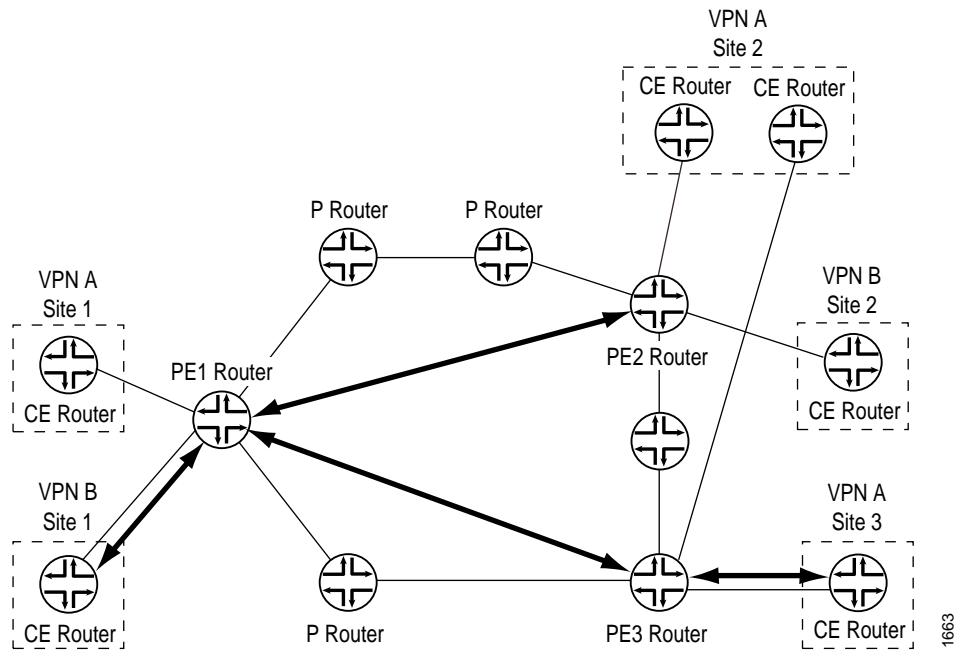 VPN A
Site 2
CE Router
CE Router
P Router
P Router
VPN A
Site 1
VPN B
Site 2
PE1 Router
PE2 Router
CE Router
CE Router
VPN B
Site 1
VPN A
Site 3
CE Router
P Router
PE3 Router
CE Router
1663